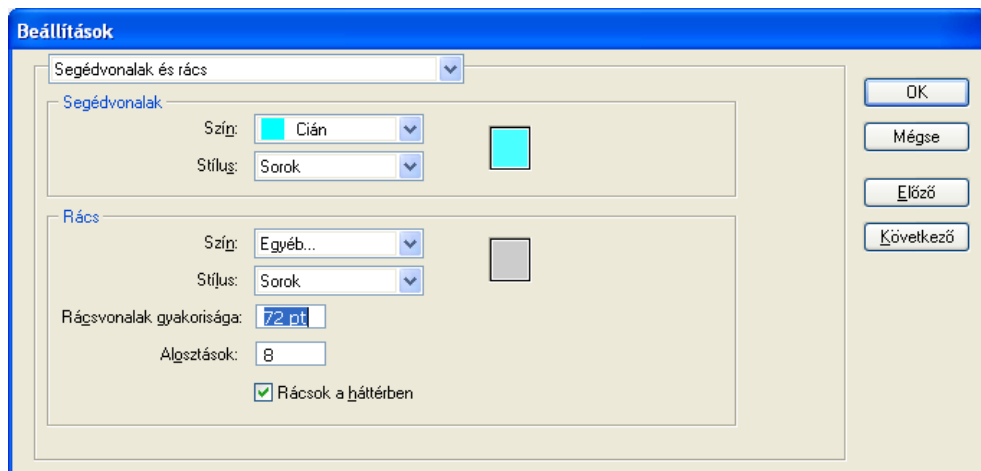 Beállítások
Segédvonalak és rács
Segédvonalak
Szín: Cián
Stílus: Sorok
Rács
Szín: Egyéb...
Stílus: Sorok
Rácsvonalak gyakorisága: 72 pt
Alosztások: 8
Rácsok a háttérben
OK
Mégse
Előző
Következő